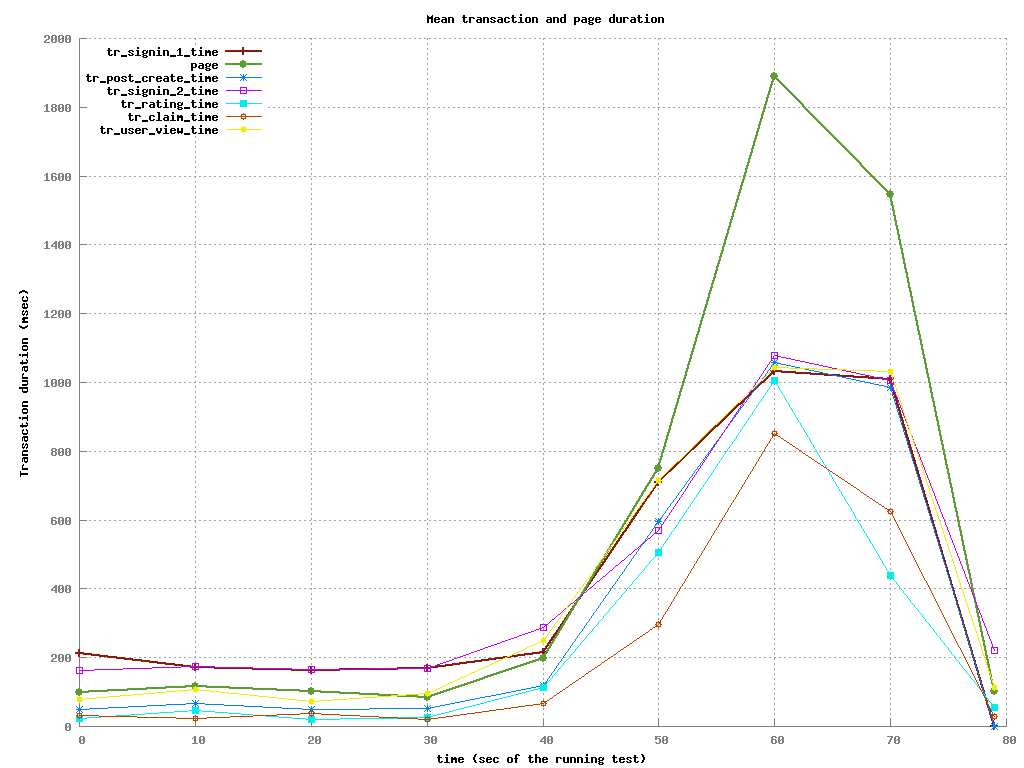 Mean transaction and page duration
2000
1800
1600
1400
1200
1000
800
600
400
200
0
tr_signin_1_time
page
tr_post_create_time
tr_signin_2_time
tr_rating_time
tr_claim_time
tr_user_view_time
Transaction duration (msec)
0 10 20 30 40 50 60 70 80
time (sec of the running test)